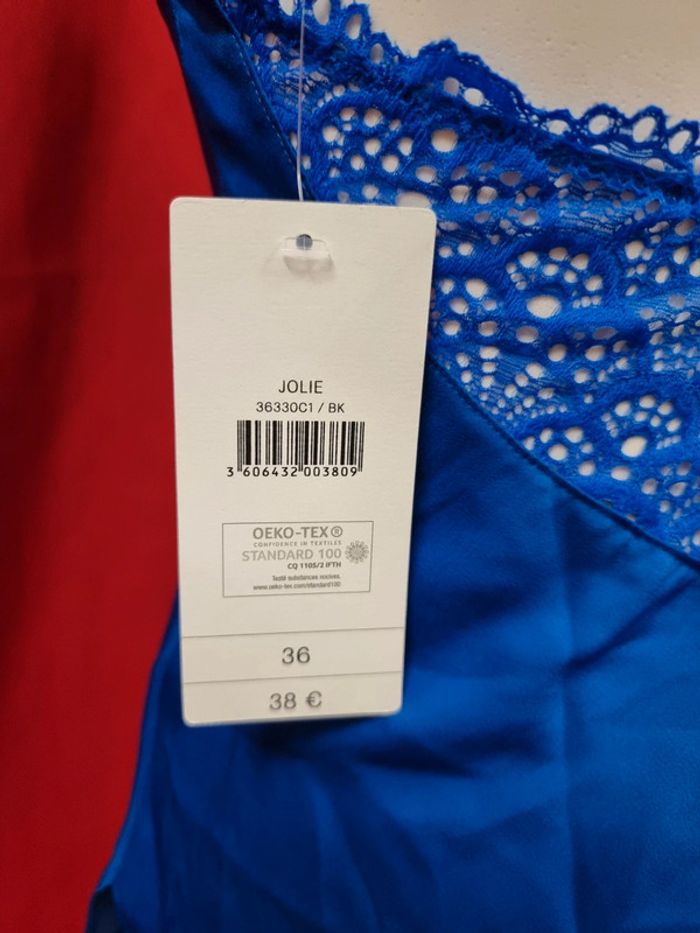 JOLIE
36330C1 / BK
3 606432 003809
OEKO-TEX®
CONFIDENCE IN TEXTILES
STANDARD 100
CQ 1105/2 IFTH
Testé substances nocives.
www.oeko-tex.com/standard100
36
38 €